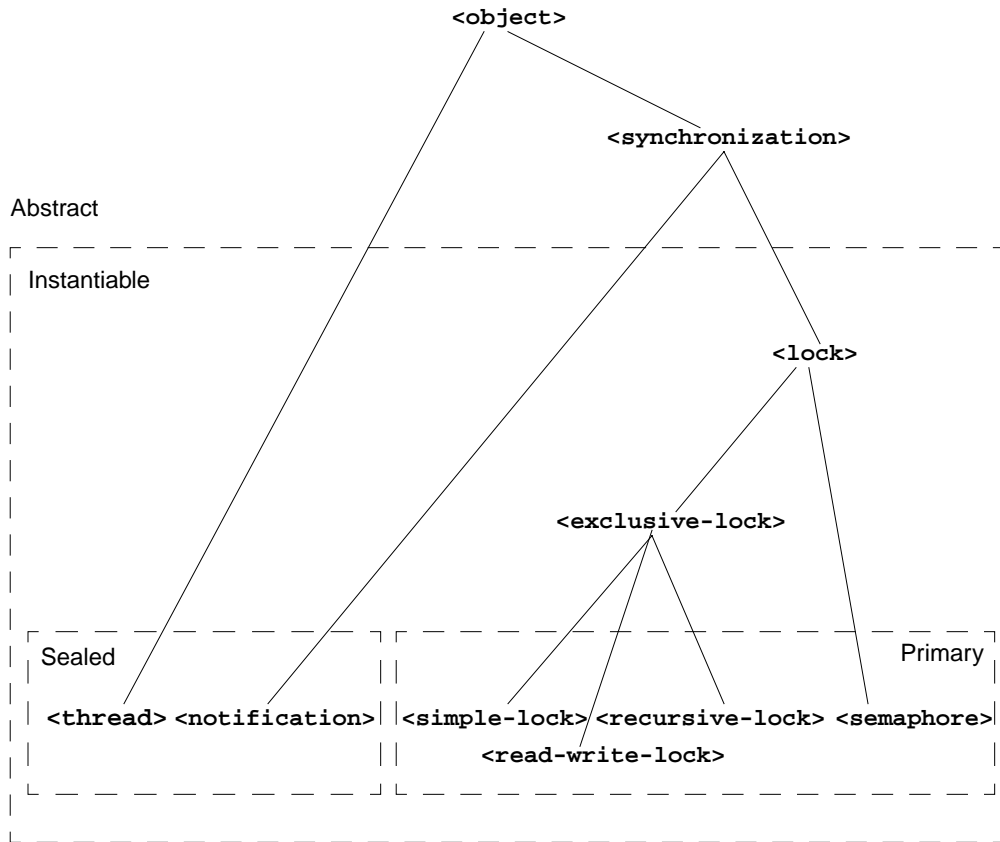 <object>
<synchronization>
Abstract
Instantiable
<lock>
<exclusive-lock>
Sealed
Primary
<thread> <notification>
<simple-lock> <recursive-lock> <semaphore>
<read-write-lock>